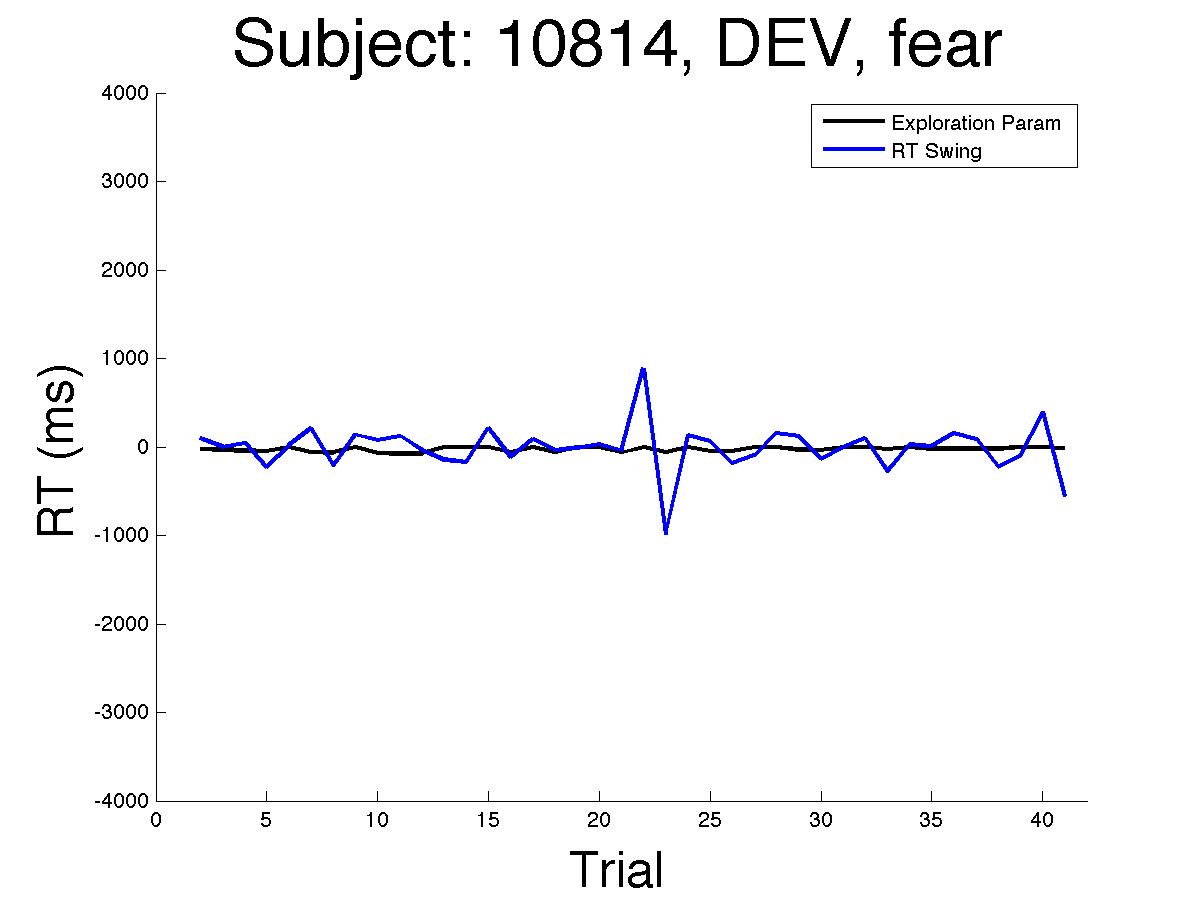 Subject: 10814, DEV, fear
4000
3000
2000
1000
0
-1000
-2000
-3000
-4000
RT (ms)
Exploration Param
RT Swing
0 5 10 15 20 25 30 35 40
Trial